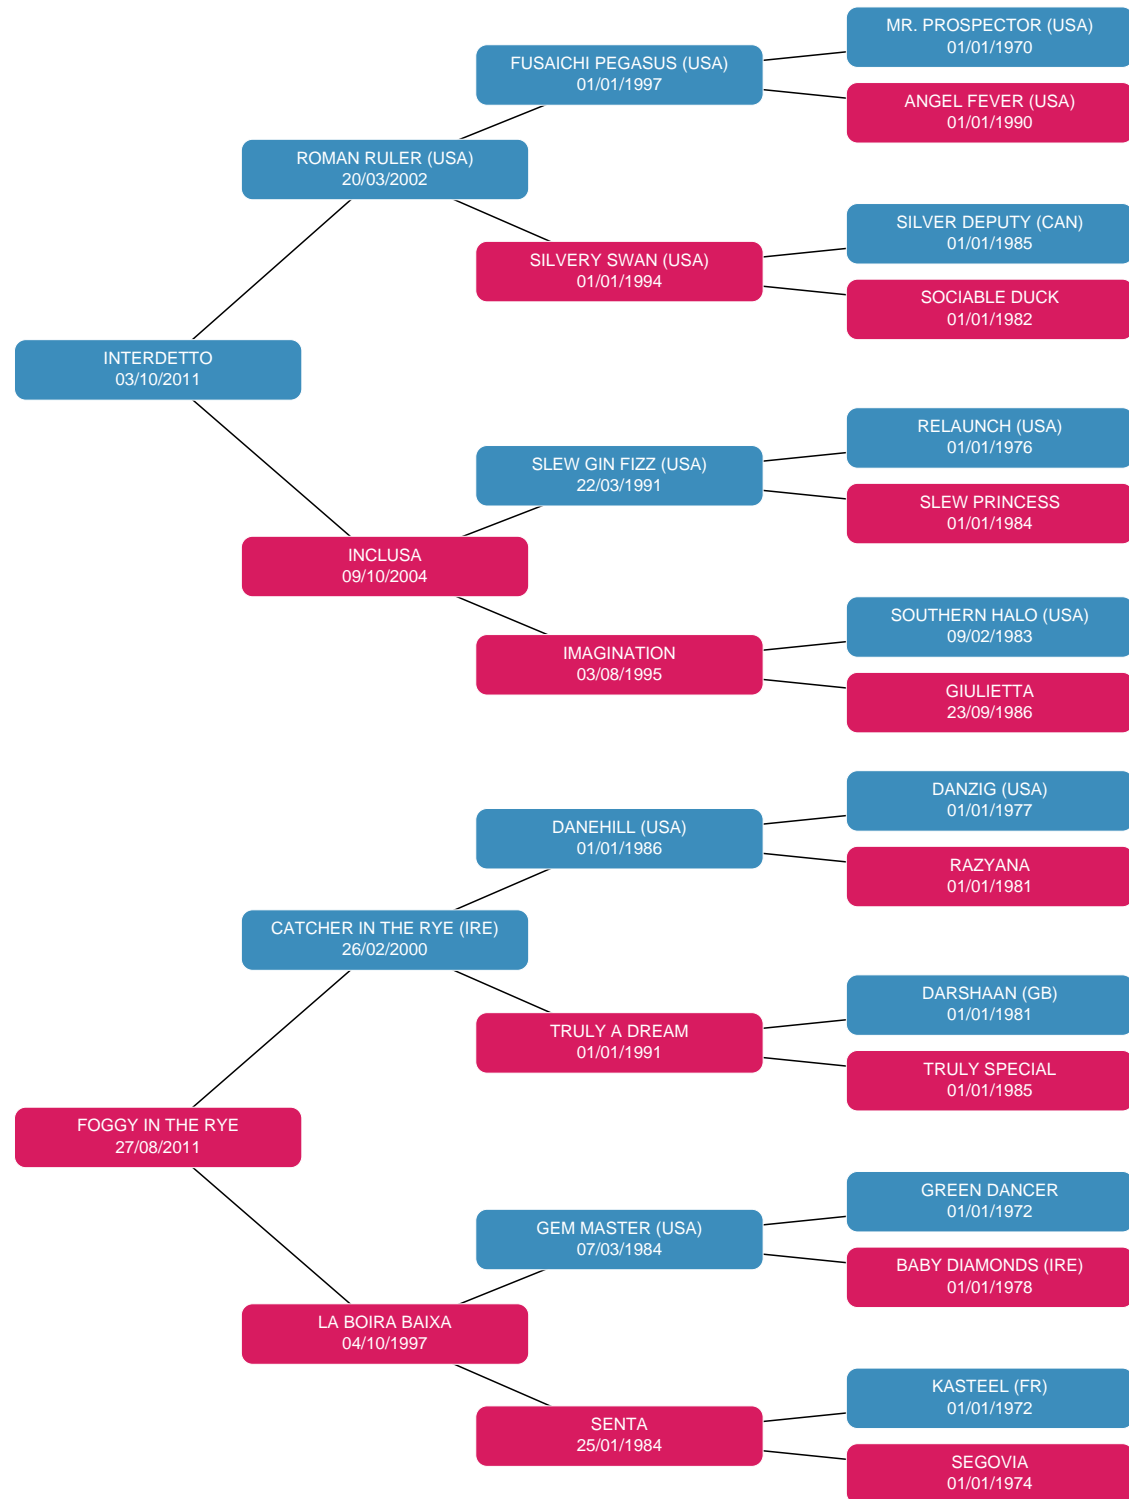 MR. PROSPECTOR (USA)
01/01/1970
FUSAICHI PEGASUS (USA)
01/01/1997
ANGEL FEVER (USA)
01/01/1990
ROMAN RULER (USA)
20/03/2002
SILVER DEPUTY (CAN)
01/01/1985
SILVERY SWAN (USA)
01/01/1994
SOCIABLE DUCK
01/01/1982
INTERDETTO
03/10/2011
RELAUNCH (USA)
01/01/1976
SLEW GIN FIZZ (USA)
22/03/1991
SLEW PRINCESS
01/01/1984
INCLUSA
09/10/2004
SOUTHERN HALO (USA)
09/02/1983
IMAGINATION
03/08/1995
GIULIETTA
23/09/1986
DANZIG (USA)
01/01/1977
DANEHILL (USA)
01/01/1986
RAZYANA
01/01/1981
CATCHER IN THE RYE (IRE)
26/02/2000
DARSHAAN (GB)
01/01/1981
TRULY A DREAM
01/01/1991
TRULY SPECIAL
01/01/1985
FOGGY IN THE RYE
27/08/2011
GREEN DANCER
01/01/1972
GEM MASTER (USA)
07/03/1984
BABY DIAMONDS (IRE)
01/01/1978
LA BOIRA BAIXA
04/10/1997
KASTEEL (FR)
01/01/1972
SENTA
25/01/1984
SEGOVIA
01/01/1974